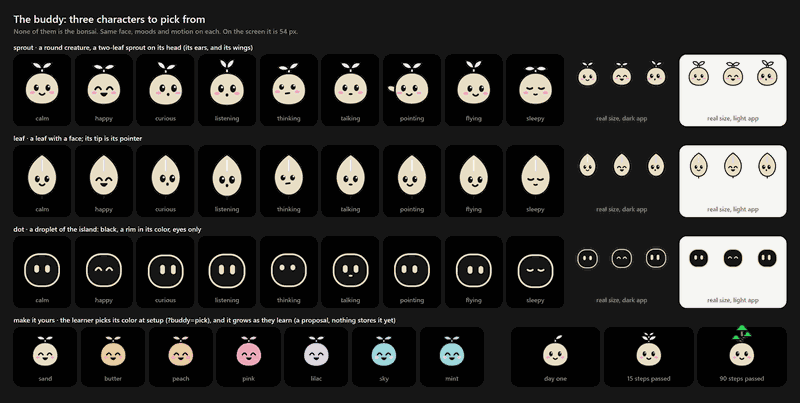 The buddy: three characters to pick from
None of them is the bonsai. Same face, moods and motion on each. On the screen it is 54 px.
sprout · a round creature, a two-leaf sprout on its head (its ears, and its wings)
calm happy curious listening thinking talking pointing flying sleepy real size, dark app real size, light app
leaf · a leaf with a face; its tip is its pointer
calm happy curious listening thinking talking pointing flying sleepy real size, dark app real size, light app
dot · a droplet of the island: black, a rim in its color, eyes only
calm happy curious listening thinking talking pointing flying sleepy real size, dark app real size, light app
make it yours · the learner picks its color at setup (?buddy=pick), and it grows as they learn (a proposal, nothing stores it yet)
sand butter peach pink lilac sky mint day one 15 steps passed 90 steps passed